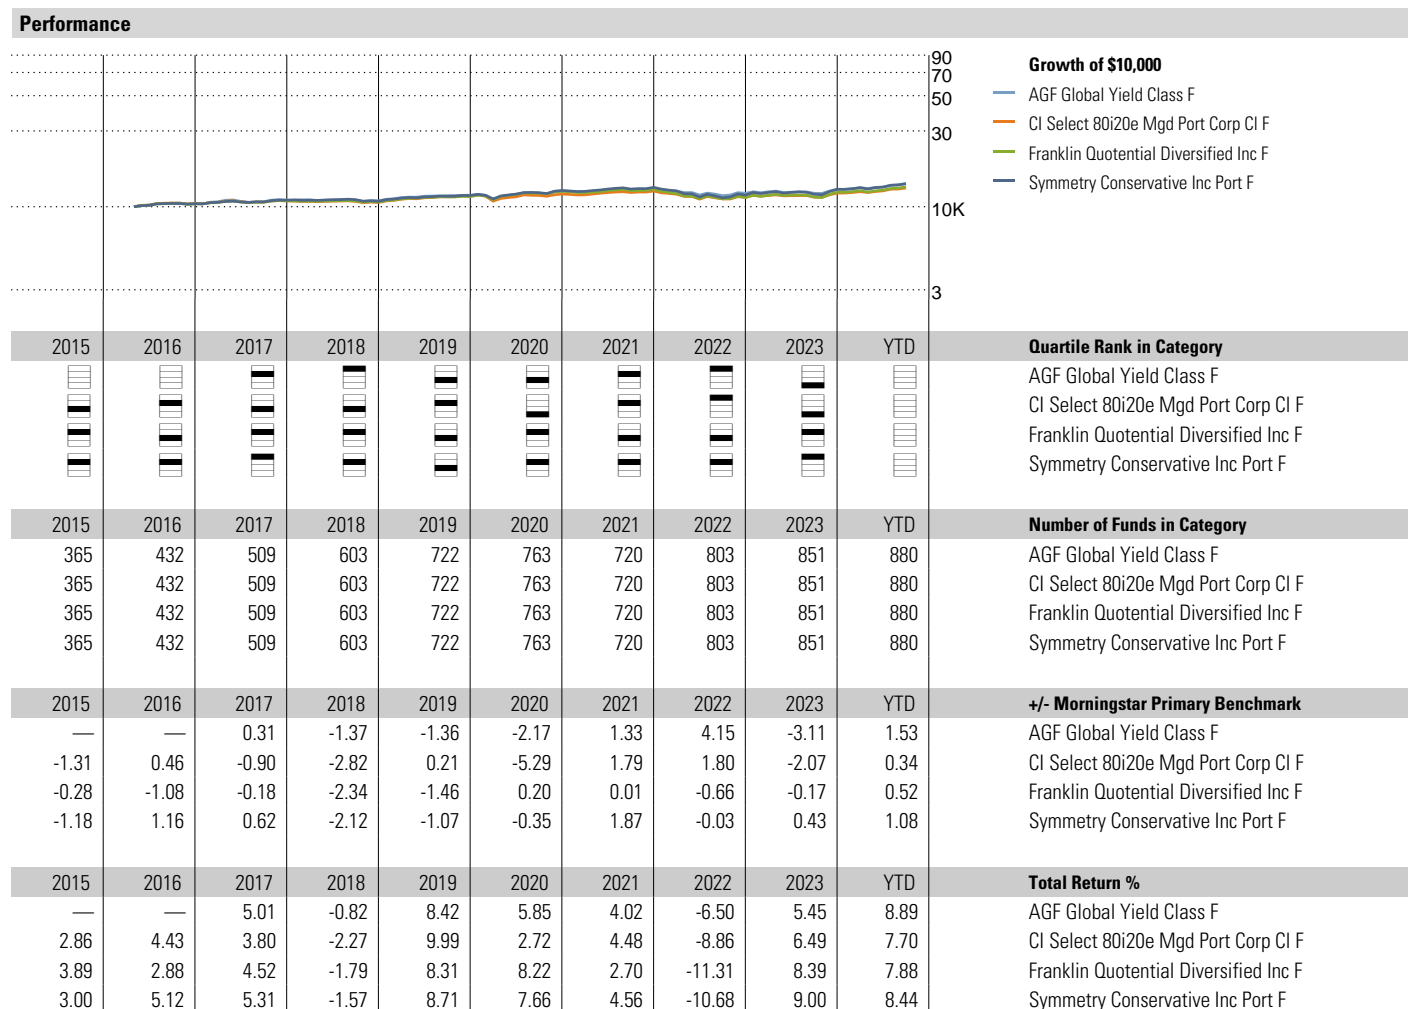 Performance
90
70
50
30
10K
3
Growth of $10,000
AGF Global Yield Class F
CI Select 80i20e Mgd Port Corp Cl F
Franklin Quotential Diversified Inc F
Symmetry Conservative Inc Port F
2015 2016 2017 2018 2019 2020 2021 2022 2023 YTD Quartile Rank in Category
AGF Global Yield Class F
CI Select 80i20e Mgd Port Corp Cl F
Franklin Quotential Diversified Inc F
Symmetry Conservative Inc Port F
2015 2016 2017 2018 2019 2020 2021 2022 2023 YTD Number of Funds in Category
365 432 509 603 722 763 720 803 851 880 AGF Global Yield Class F
365 432 509 603 722 763 720 803 851 880 CI Select 80i20e Mgd Port Corp Cl F
365 432 509 603 722 763 720 803 851 880 Franklin Quotential Diversified Inc F
365 432 509 603 722 763 720 803 851 880 Symmetry Conservative Inc Port F
2015 2016 2017 2018 2019 2020 2021 2022 2023 YTD +/- Morningstar Primary Benchmark
— — 0.31 -1.37 -1.36 -2.17 1.33 4.15 -3.11 1.53 AGF Global Yield Class F
-1.31 0.46 -0.90 -2.82 0.21 -5.29 1.79 1.80 -2.07 0.34 CI Select 80i20e Mgd Port Corp Cl F
-0.28 -1.08 -0.18 -2.34 -1.46 0.20 0.01 -0.66 -0.17 0.52 Franklin Quotential Diversified Inc F
-1.18 1.16 0.62 -2.12 -1.07 -0.35 1.87 -0.03 0.43 1.08 Symmetry Conservative Inc Port F
2015 2016 2017 2018 2019 2020 2021 2022 2023 YTD Total Return %
— — 5.01 -0.82 8.42 5.85 4.02 -6.50 5.45 8.89 AGF Global Yield Class F
2.86 4.43 3.80 -2.27 9.99 2.72 4.48 -8.86 6.49 7.70 CI Select 80i20e Mgd Port Corp Cl F
3.89 2.88 4.52 -1.79 8.31 8.22 2.70 -11.31 8.39 7.88 Franklin Quotential Diversified Inc F
3.00 5.12 5.31 -1.57 8.71 7.66 4.56 -10.68 9.00 8.44 Symmetry Conservative Inc Port F